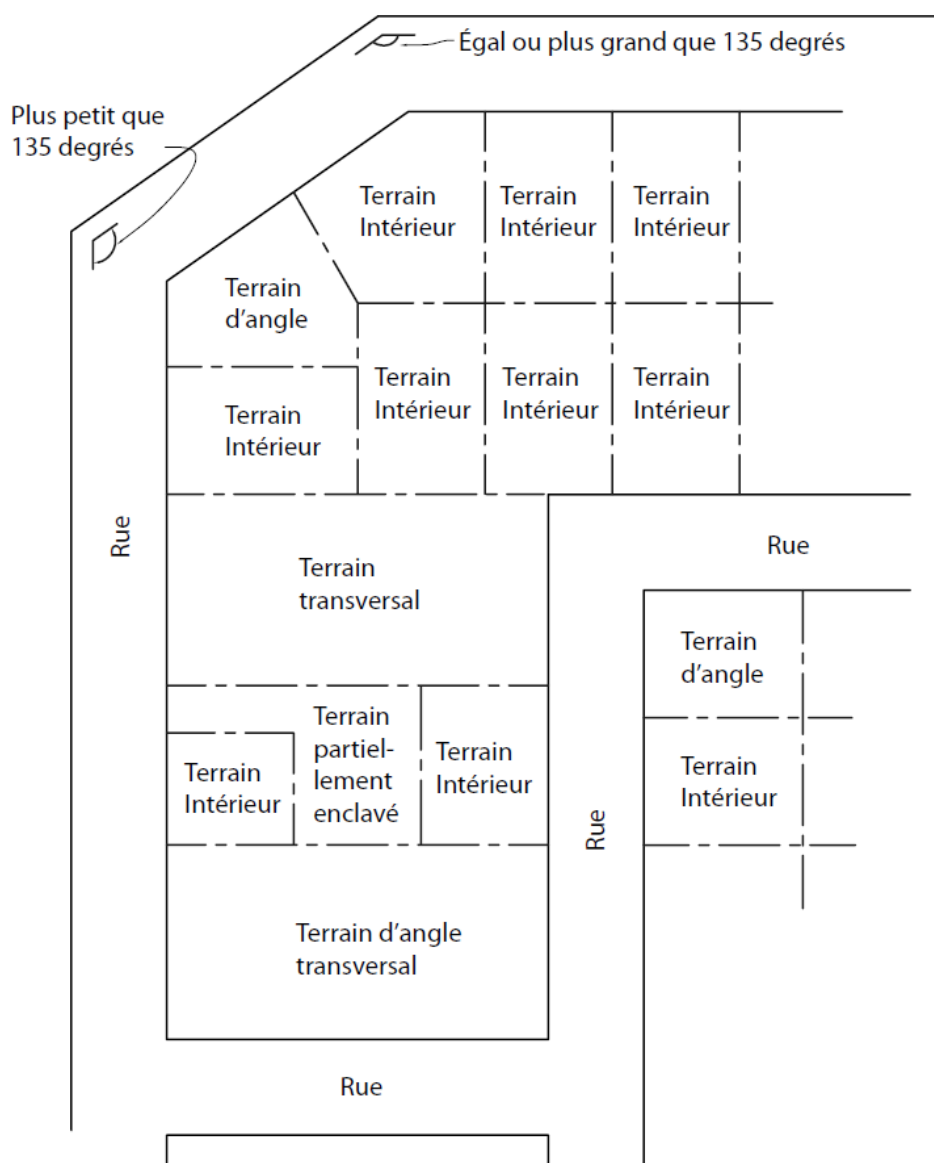 Égal ou plus grand que 135 degrés
Plus petit que
135 degrés
Terrain
Intérieur
Terrain
Intérieur
Terrain
Intérieur
Terrain
d'angle
Terrain
Intérieur
Terrain
Intérieur
Terrain
Intérieur
Terrain
Intérieur
Rue
Rue
Terrain
transversal
Terrain
d'angle
Terrain
partiel-
lement
enclavé
Terrain
Intérieur
Terrain
Intérieur
Terrain
Intérieur
Rue
Terrain d'angle
transversal
Rue